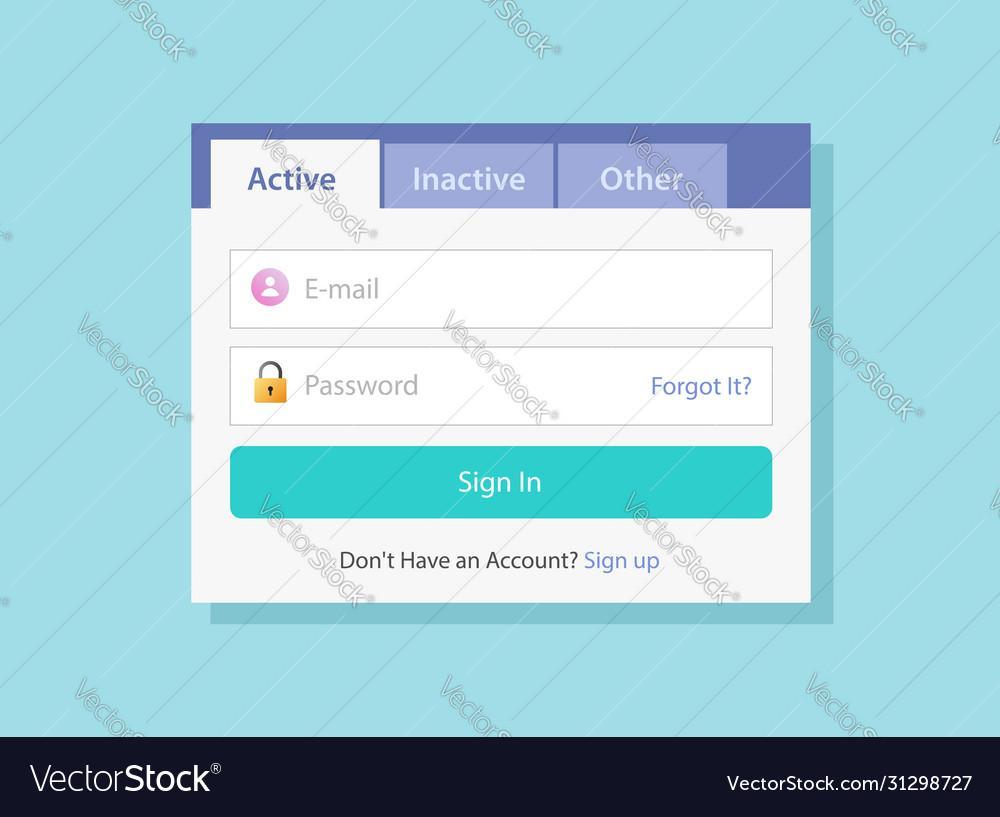 Active Inactive Other
E-mail
Password Forgot It?
Sign In
Don't Have an Account? Sign up
VectorStock® VectorStock.com/31298727